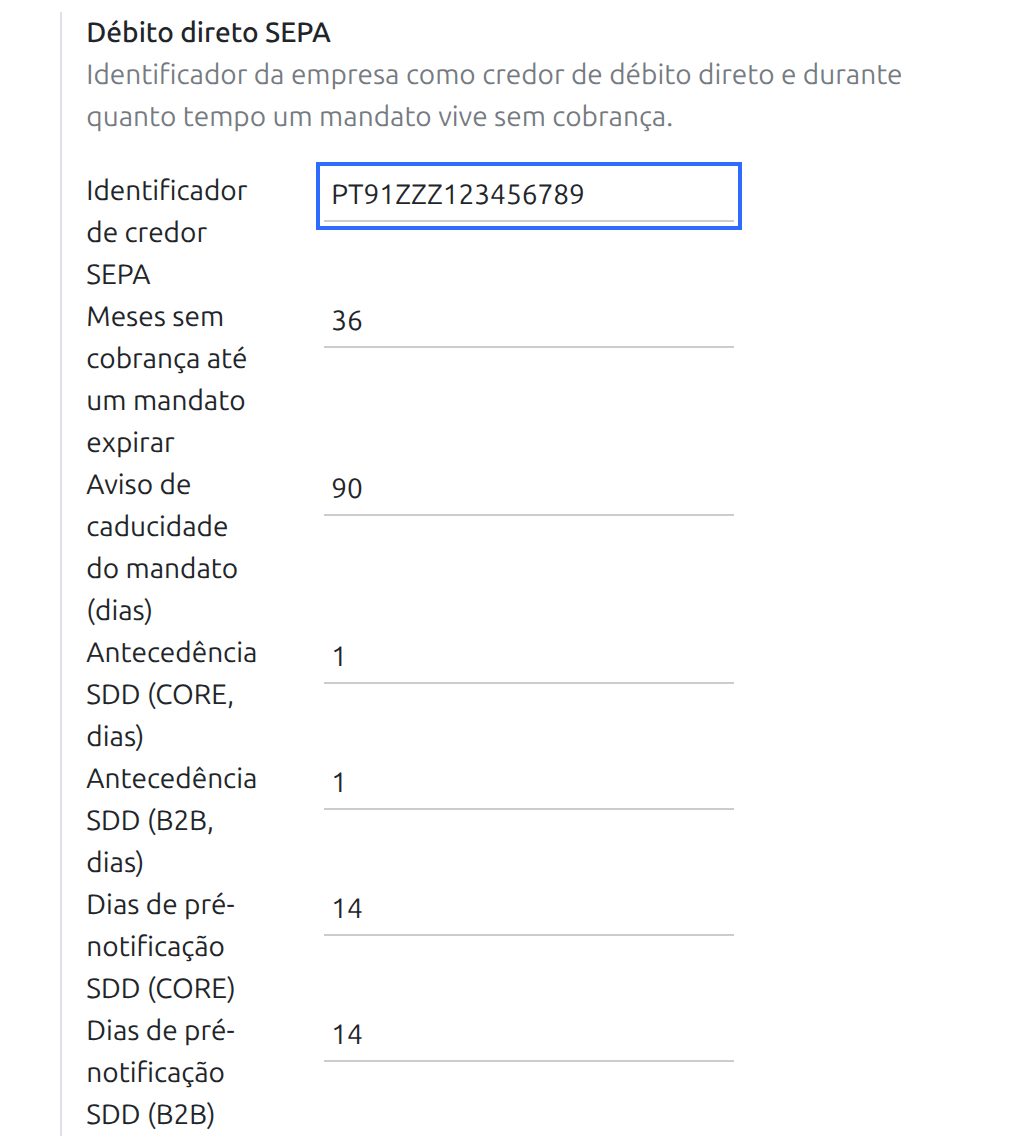 Débito direto SEPA
Identificador da empresa como credor de débito direto e durante
quanto tempo um mandato vive sem cobrança.
Identificador
de credor
SEPA
PT91ZZZ123456789
Meses sem
cobrança até
um mandato
expirar
36
Aviso de
caducidade
do mandato
(dias)
90
Antecedência
SDD (CORE,
dias)
1
Antecedência
SDD (B2B,
dias)
1
Dias de pré-
notificação
SDD (CORE)
14
Dias de pré-
notificação
SDD (B2B)
14